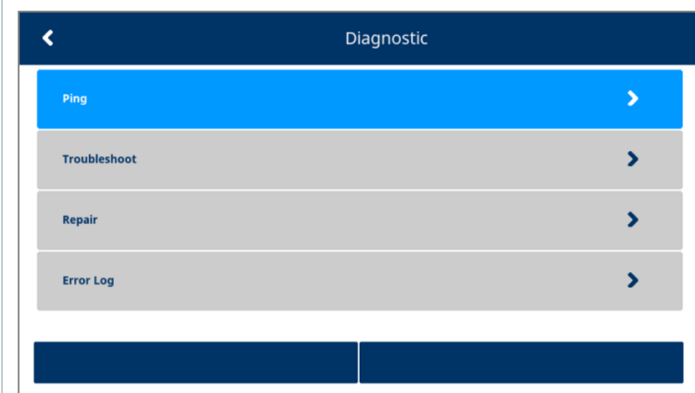 Diagnostic
Ping
Troubleshoot
Repair
Error Log